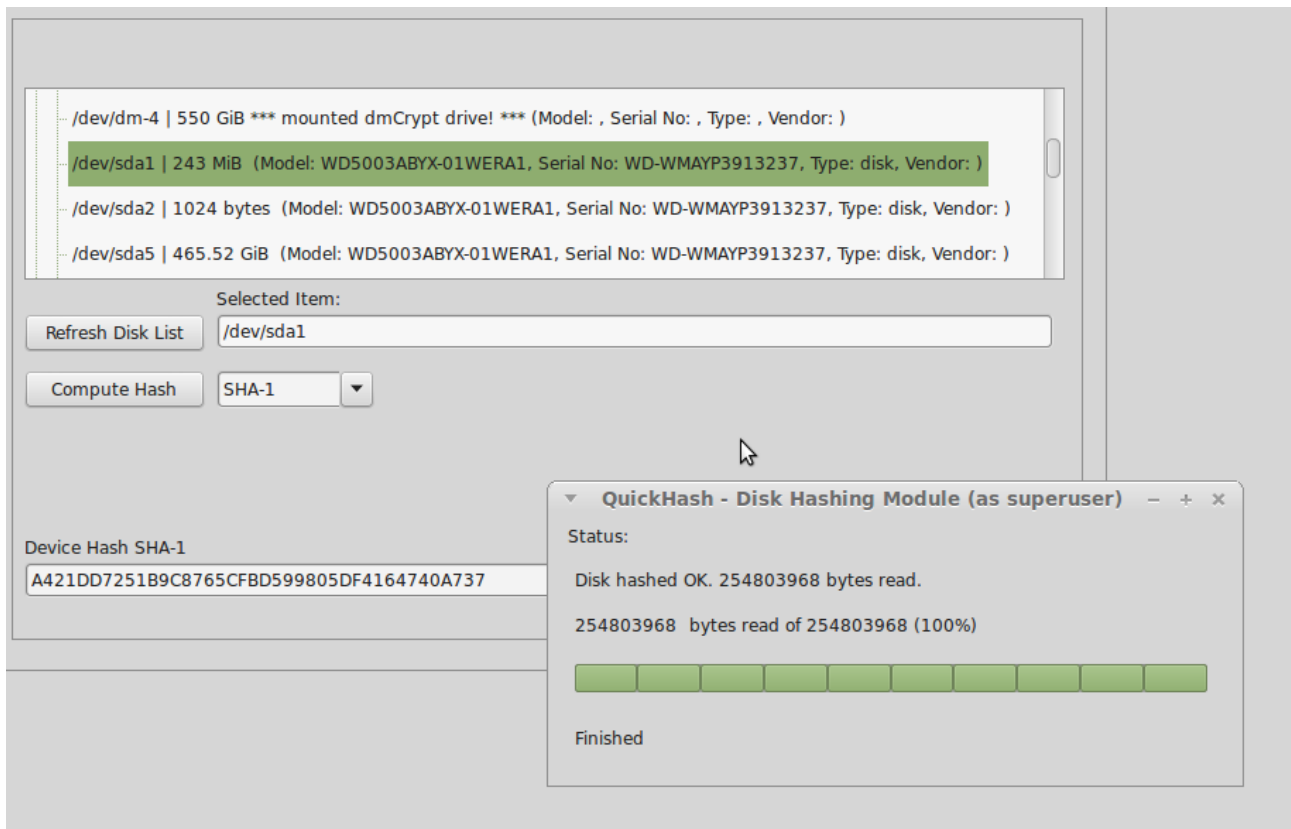 /dev/dm-4 | 550 GiB *** mounted dmCrypt drive! *** (Model: , Serial No: , Type: , Vendor: )
/dev/sda1 | 243 MiB  (Model: WD5003ABYX-01WERA1, Serial No: WD-WMAYP3913237, Type: disk, Vendor: )
/dev/sda2 | 1024 bytes  (Model: WD5003ABYX-01WERA1, Serial No: WD-WMAYP3913237, Type: disk, Vendor: )
/dev/sda5 | 465.52 GiB  (Model: WD5003ABYX-01WERA1, Serial No: WD-WMAYP3913237, Type: disk, Vendor: )
Selected Item:
Refresh Disk List
/dev/sda1
Compute Hash
SHA-1
Device Hash SHA-1
A421DD7251B9C8765CFBD599805DF4164740A737
QuickHash - Disk Hashing Module (as superuser)
Status:
Disk hashed OK. 254803968 bytes read.
254803968  bytes read of 254803968 (100%)
Finished